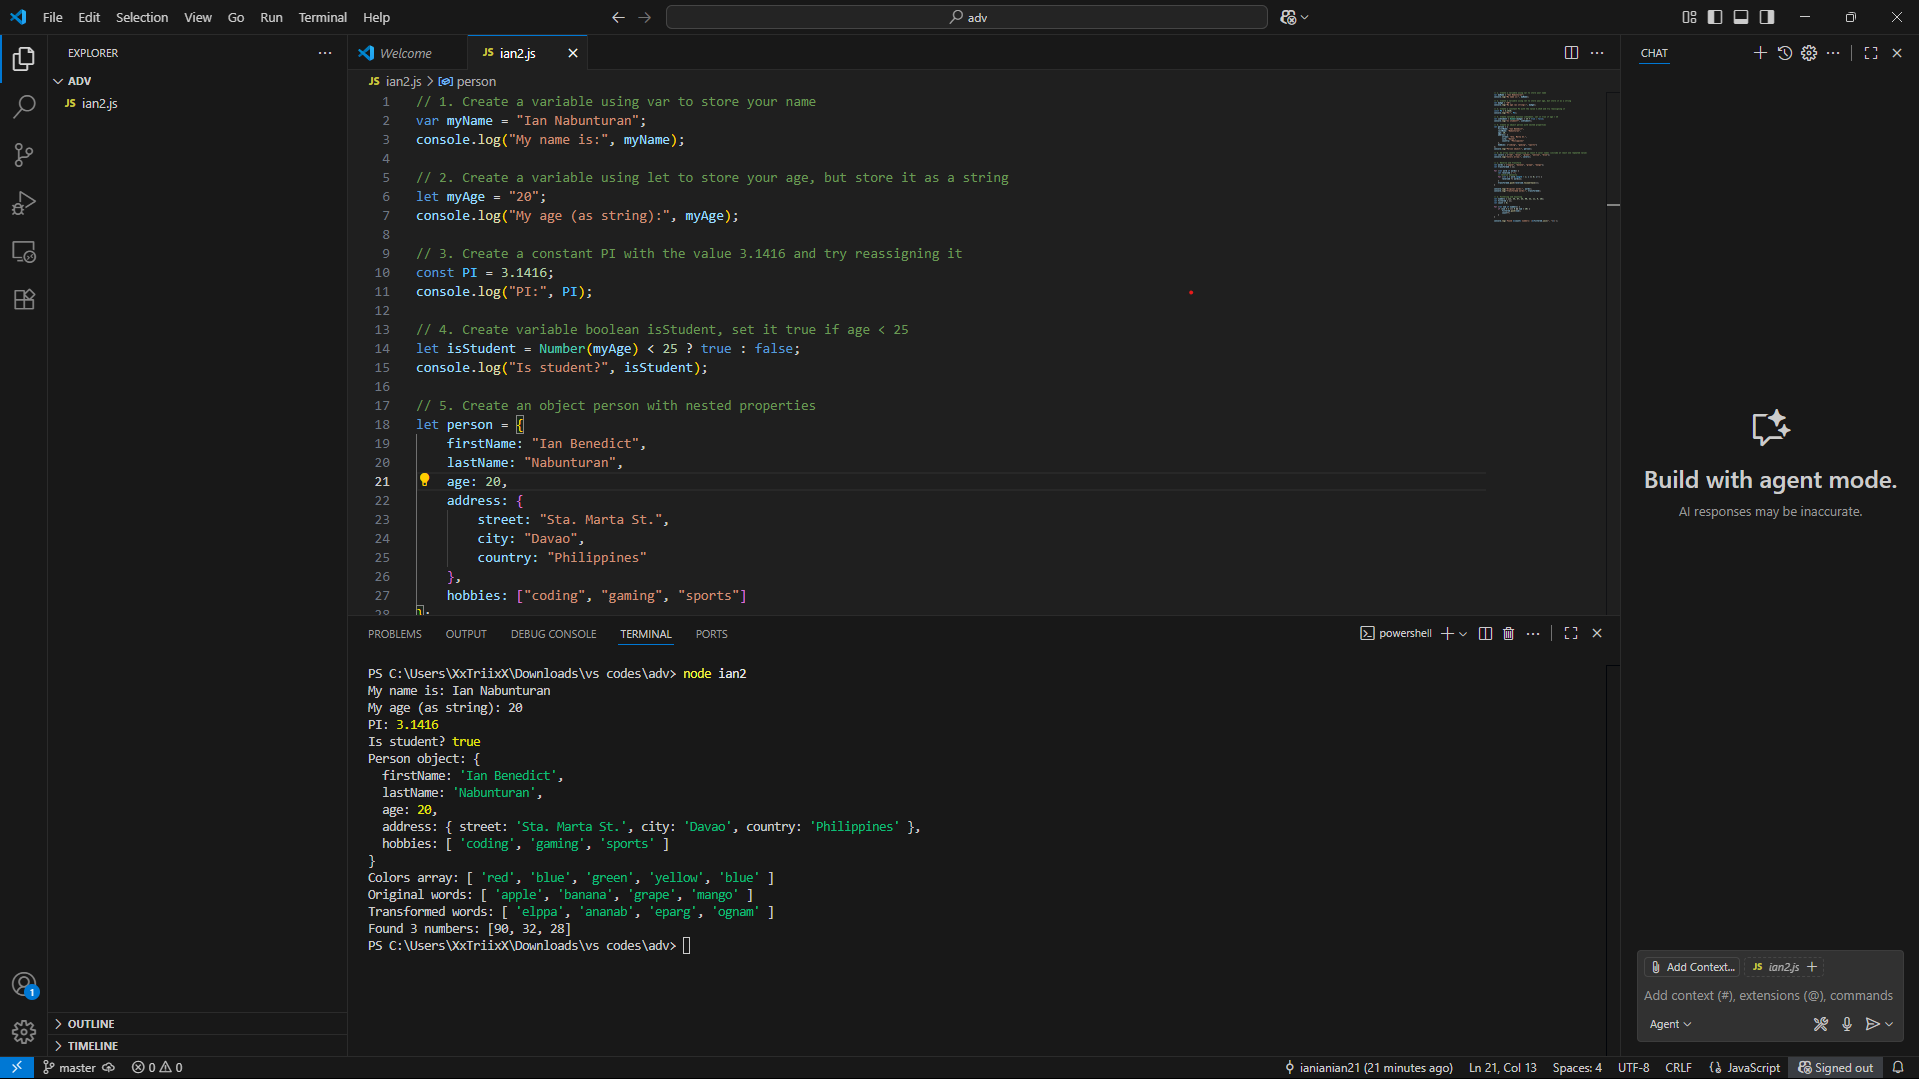 File Edit Selection View Go Run Terminal Help
adv
EXPLORER
ADV
JS ian2.js
Welcome
JS ian2.js
JS ian2.js > person
1 // 1. Create a variable using var to store your name
2 var myName = "Ian Nabunturan";
3 console.log("My name is:", myName);
4
5 // 2. Create a variable using let to store your age, but store it as a string
6 let myAge = "20";
7 console.log("My age (as string):", myAge);
8
9 // 3. Create a constant PI with the value 3.1416 and try reassigning it
10 const PI = 3.1416;
11 console.log("PI:", PI);
12
13 // 4. Create variable boolean isStudent, set it true if age < 25
14 let isStudent = Number(myAge) < 25 ? true : false;
15 console.log("Is student?", isStudent);
16
17 // 5. Create an object person with nested properties
18 let person = {
19 firstName: "Ian Benedict",
20 lastName: "Nabunturan",
21 age: 20,
22 address: {
23 street: "Sta. Marta St.",
24 city: "Davao",
25 country: "Philippines"
26 },
27 hobbies: ["coding", "gaming", "sports"]
28 };
PROBLEMS OUTPUT DEBUG CONSOLE TERMINAL PORTS
powershell
PS C:\Users\XxTriixX\Downloads\vs codes\adv> node ian2
My name is: Ian Nabunturan
My age (as string): 20
PI: 3.1416
Is student? true
Person object: {
firstName: 'Ian Benedict',
lastName: 'Nabunturan',
age: 20,
address: { street: 'Sta. Marta St.', city: 'Davao', country: 'Philippines' },
hobbies: [ 'coding', 'gaming', 'sports' ]
}
Colors array: [ 'red', 'blue', 'green', 'yellow', 'blue' ]
Original words: [ 'apple', 'banana', 'grape', 'mango' ]
Transformed words: [ 'elppa', 'ananab', 'eparg', 'ognam' ]
Found 3 numbers: [90, 32, 28]
PS C:\Users\XxTriixX\Downloads\vs codes\adv>
CHAT
Build with agent mode.
AI responses may be inaccurate.
Add Context...
JS ian2.js
Add context (#), extensions (@), commands
Agent
1
OUTLINE
TIMELINE
master
0 0
ianianian21 (21 minutes ago)
Ln 21, Col 13
Spaces: 4
UTF-8
CRLF
{} JavaScript
Signed out